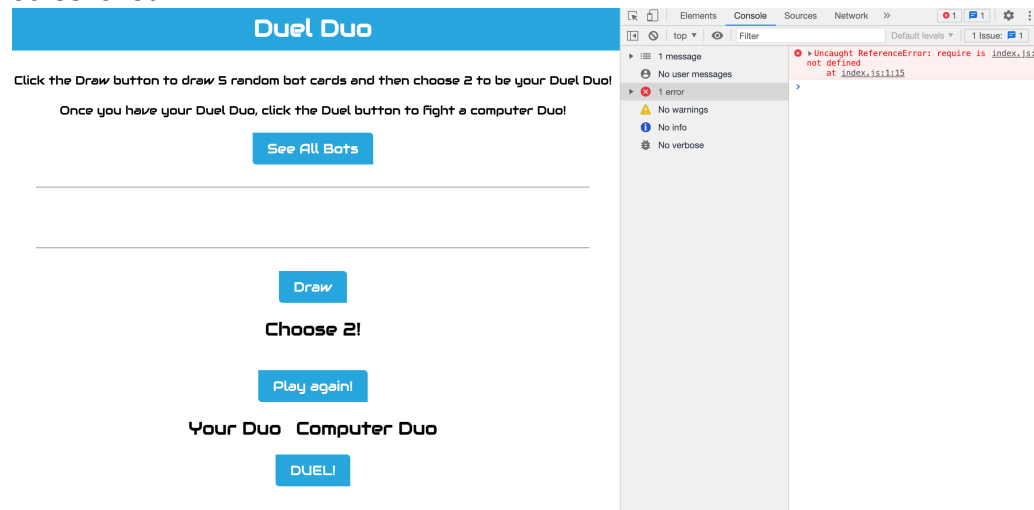 Duel Duo
Click the Draw button to draw 5 random bot cards and then choose 2 to be your Duel Duo!
Once you have your Duel Duo, click the Duel button to fight a computer Duo!
See All Bots
Draw
Choose 2!
Play again!
Your Duo Computer Duo
DUEL!
Elements Console Sources Network » 1 1
top ▼ Filter Default levels ▼ 1 Issue: 1
1 message
No user messages
1 error
No warnings
No info
No verbose
Uncaught ReferenceError: require is index.js:
not defined
at index.js:1:15